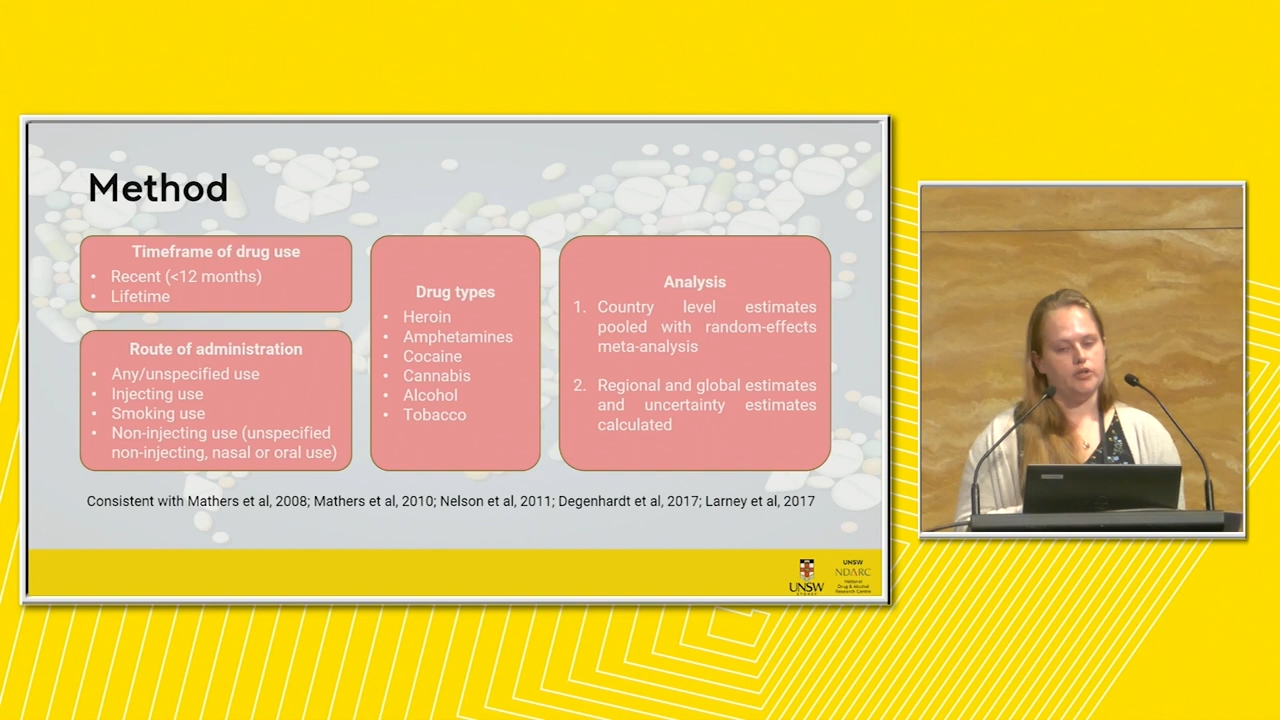 Method
Timeframe of drug use
• Recent (<12 months)
• Lifetime
Route of administration
• Any/unspecified use
• Injecting use
• Smoking use
• Non-injecting use (unspecified
non-injecting, nasal or oral use)
Drug types
• Heroin
• Amphetamines
• Cocaine
• Cannabis
• Alcohol
• Tobacco
Analysis
1. Country level estimates
pooled with random-effects
meta-analysis
2. Regional and global estimates
and uncertainty estimates
calculated
Consistent with Mathers et al, 2008; Mathers et al, 2010; Nelson et al, 2011; Degenhardt et al, 2017; Larney et al, 2017
UNSW
SYDNEY
UNSW
NDARC
National
Drug & Alcohol
Research Centre